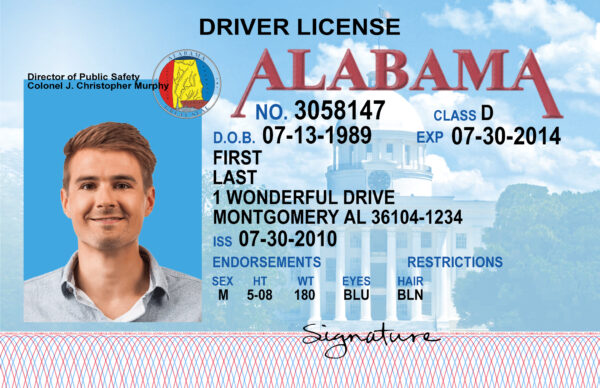 DRIVER LICENSE
ALABAMA
Director of Public Safety
Colonel J. Christopher Murphy
ALABAMA
NO. 3058147 CLASS D
D.O.B. 07-13-1989 EXP 07-30-2014
FIRST
LAST
1 WONDERFUL DRIVE
MONTGOMERY AL 36104-1234
ISS 07-30-2010
ENDORSEMENTS RESTRICTIONS
SEX HT WT EYES HAIR
M 5-08 180 BLU BLN
Signature